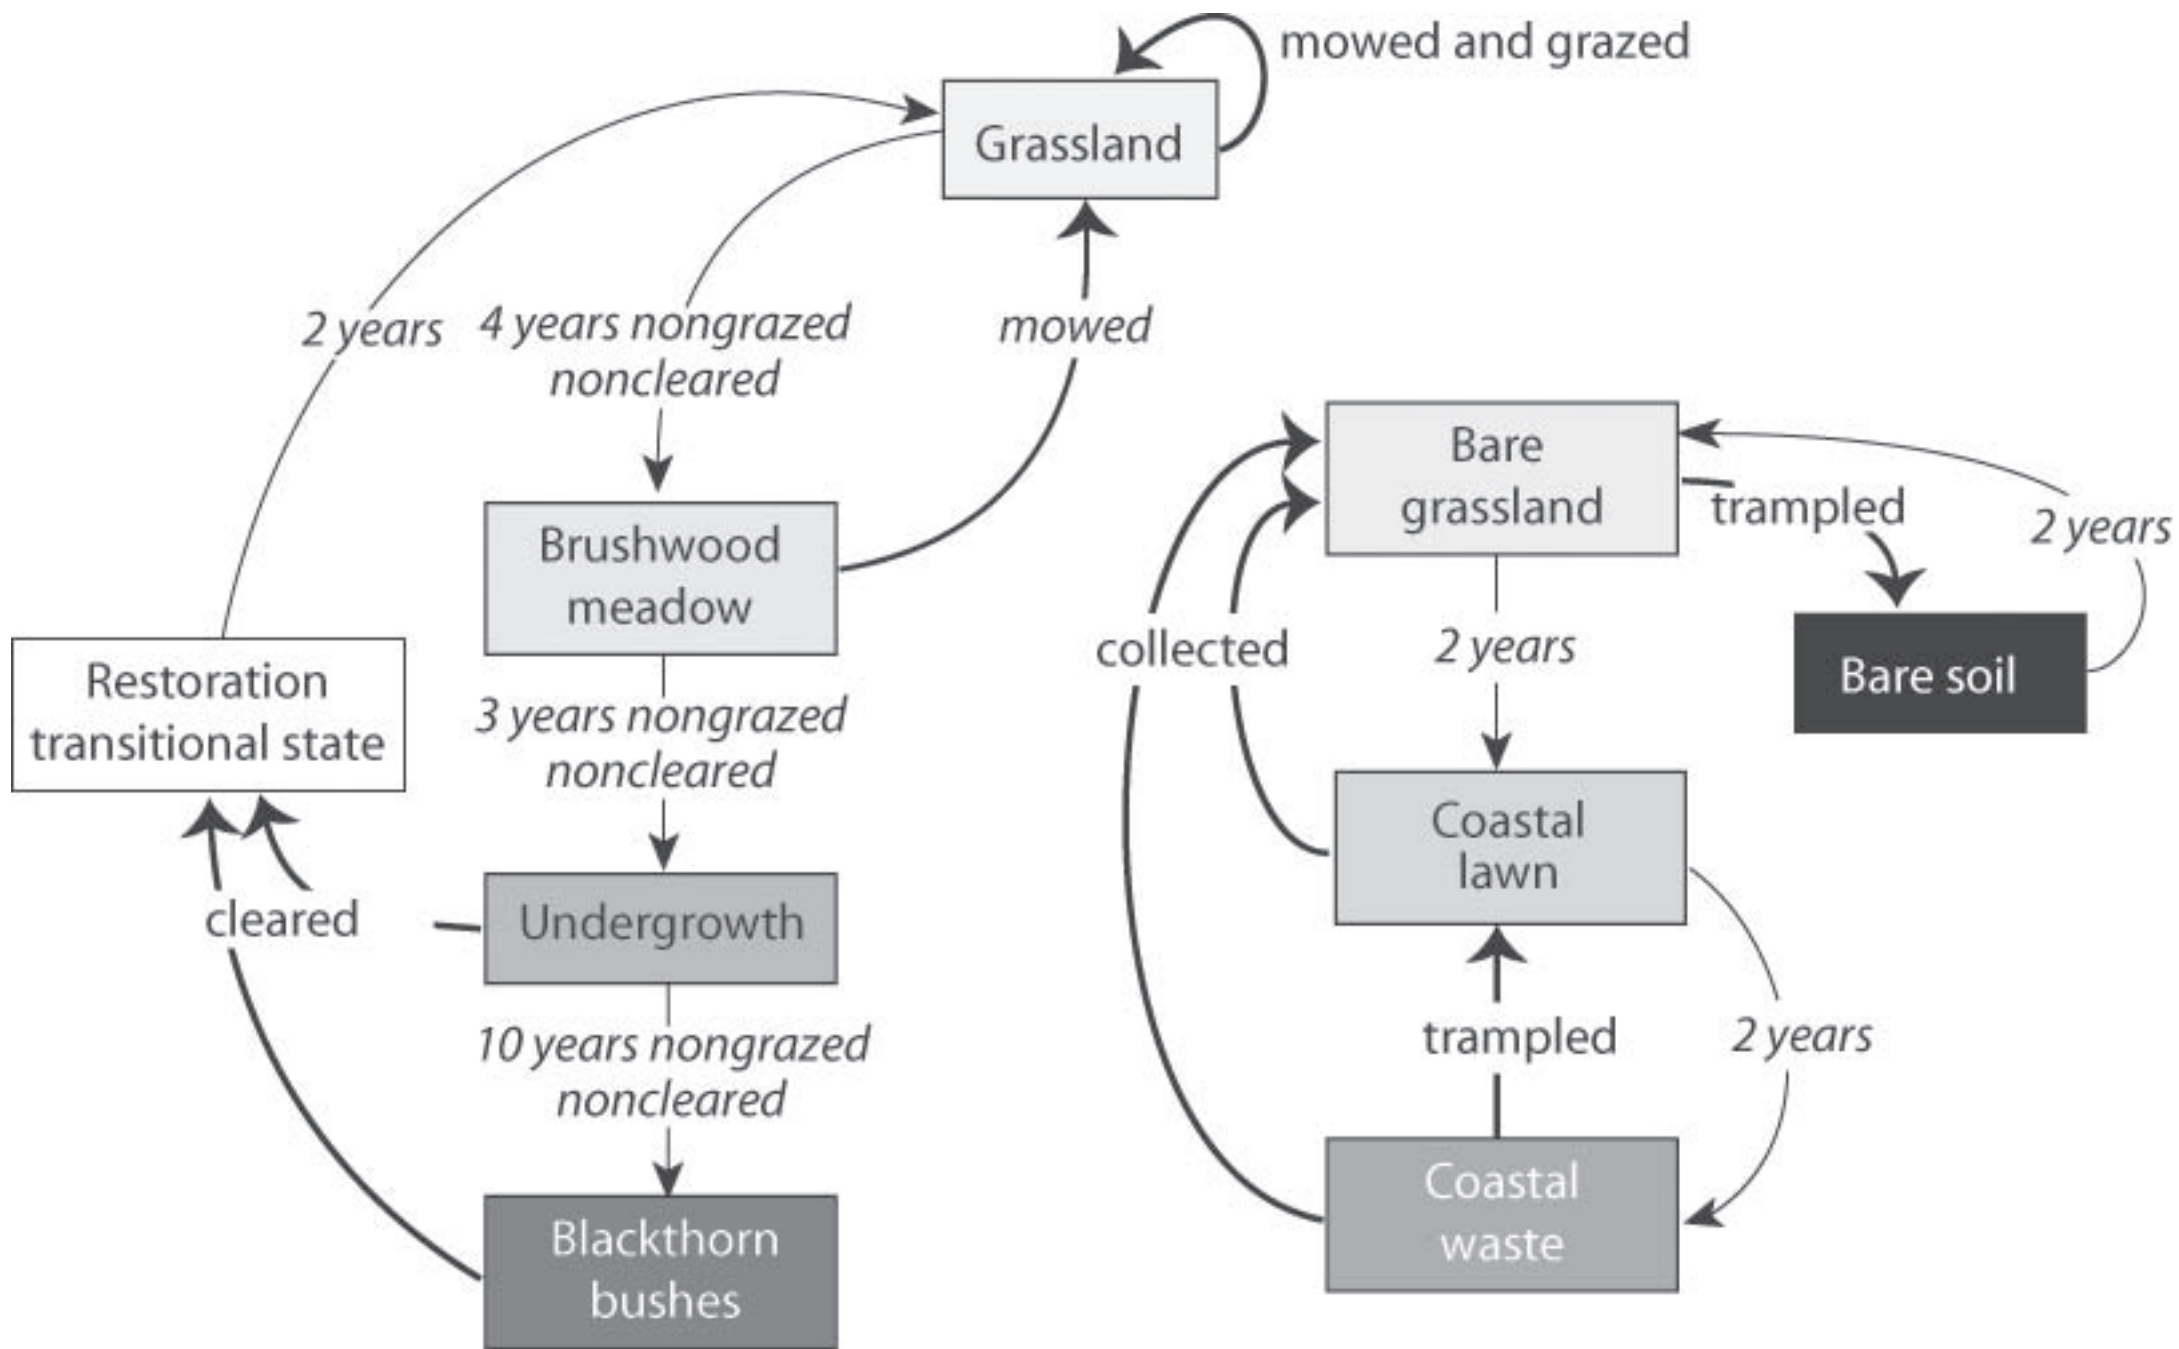 mowed and grazed
Grassland
2 years
4 years nongrazed
noncleared
mowed
Brushwood
meadow
3 years nongrazed
noncleared
Restoration
transitional state
cleared
Undergrowth
10 years nongrazed
noncleared
Blackthorn
bushes
Bare
grassland
trampled
2 years
Bare soil
collected
2 years
Coastal
lawn
trampled
2 years
Coastal
waste